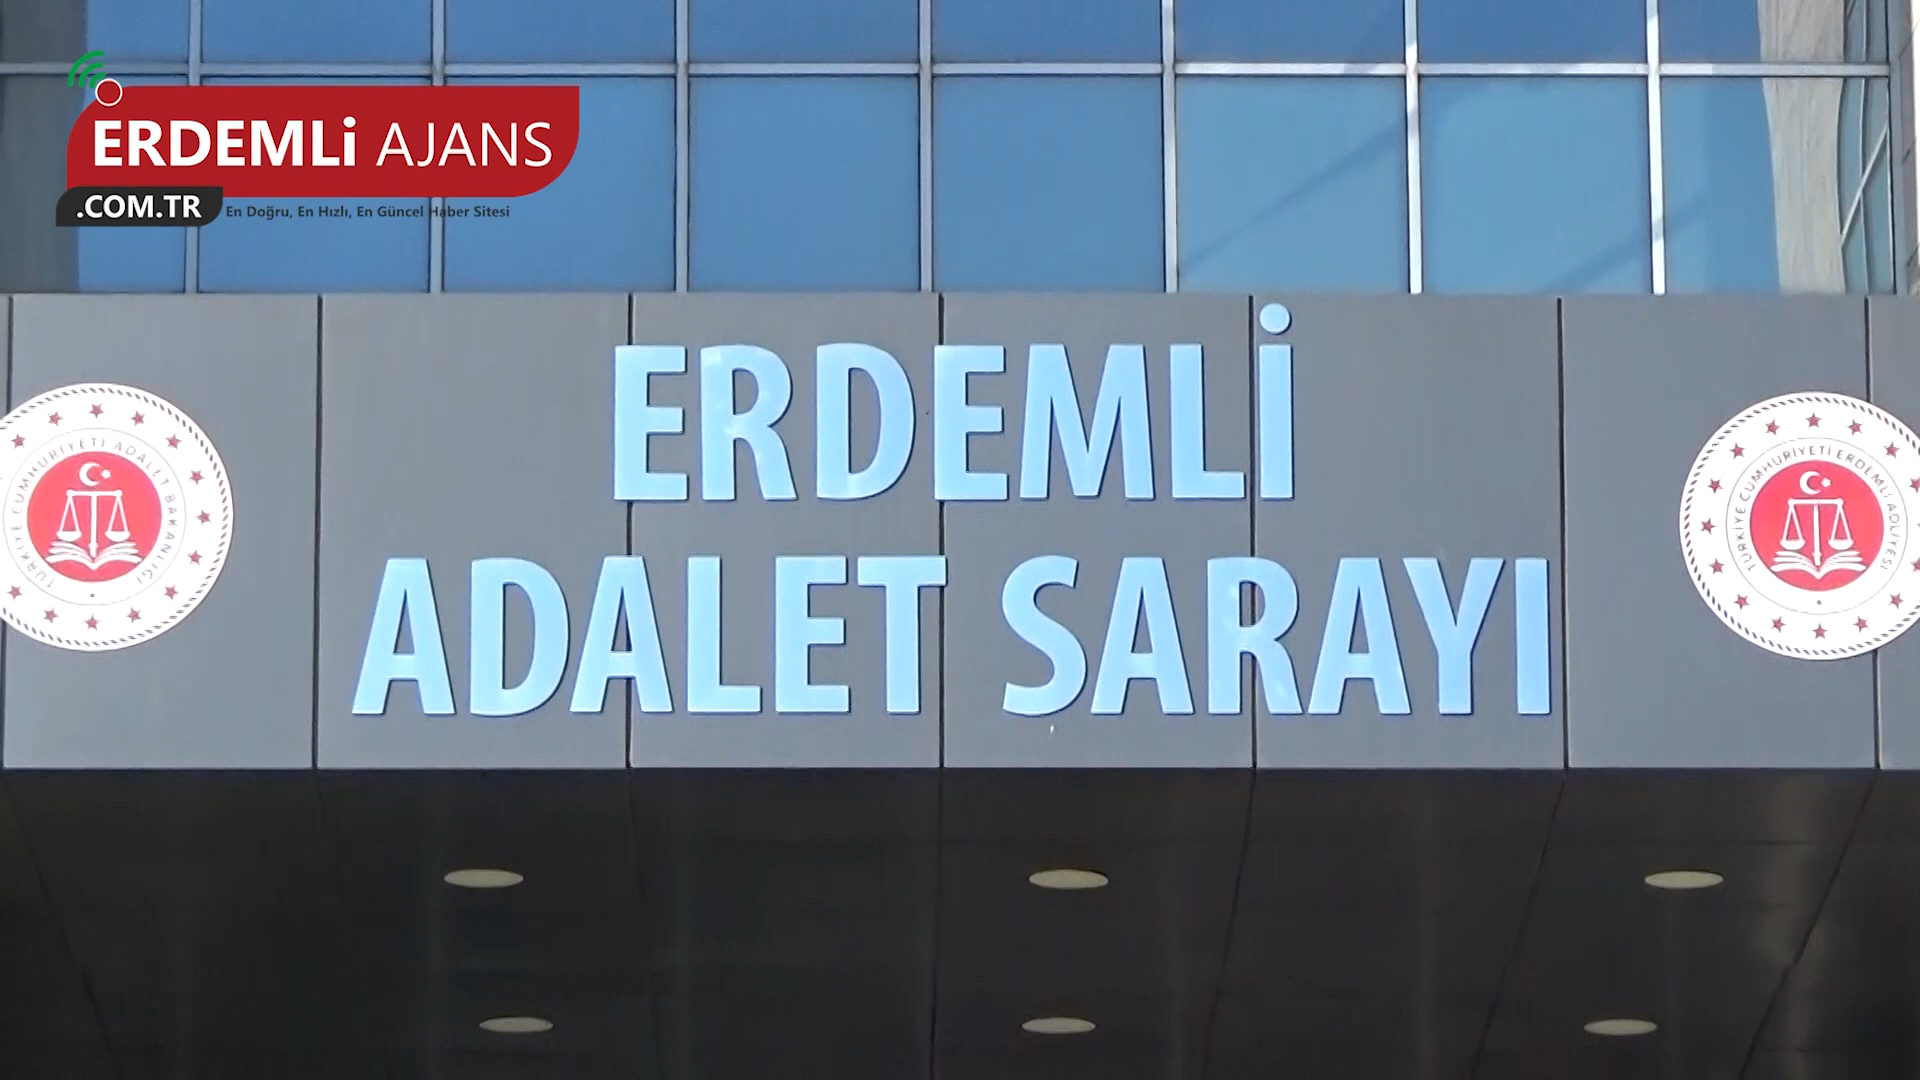 ERDEMLi AJANS
.COM.TR
En Doğru, En Hızlı, En Güncel Haber Sitesi
ERDEMLİ
ADALET SARAYI
TÜRKİYE CUMHURİYETİ ADALET BAKANLIĞI
TÜRKİYE CUMHURİYETİ ERDEMLİ ADLİYESİ